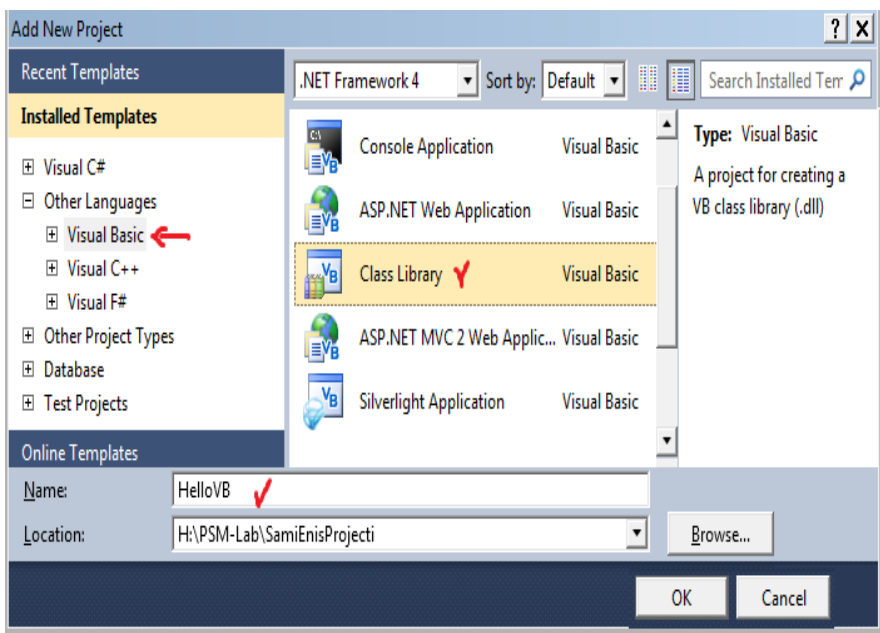 Add New Project
Recent Templates
.NET Framework 4
Sort by:
Default
Search Installed Tem
Installed Templates
Visual C#
Other Languages
Visual Basic
Visual C++
Visual F#
Other Project Types
Database
Test Projects
Online Templates
Console Application Visual Basic
ASP.NET Web Application Visual Basic
Class Library Visual Basic
ASP.NET MVC 2 Web Applic... Visual Basic
Silverlight Application Visual Basic
Type: Visual Basic
A project for creating a
VB class library (.dll)
Name: HelloVB
Location: H:\PSM-Lab\SamiEnisProjecti
Browse...
OK Cancel